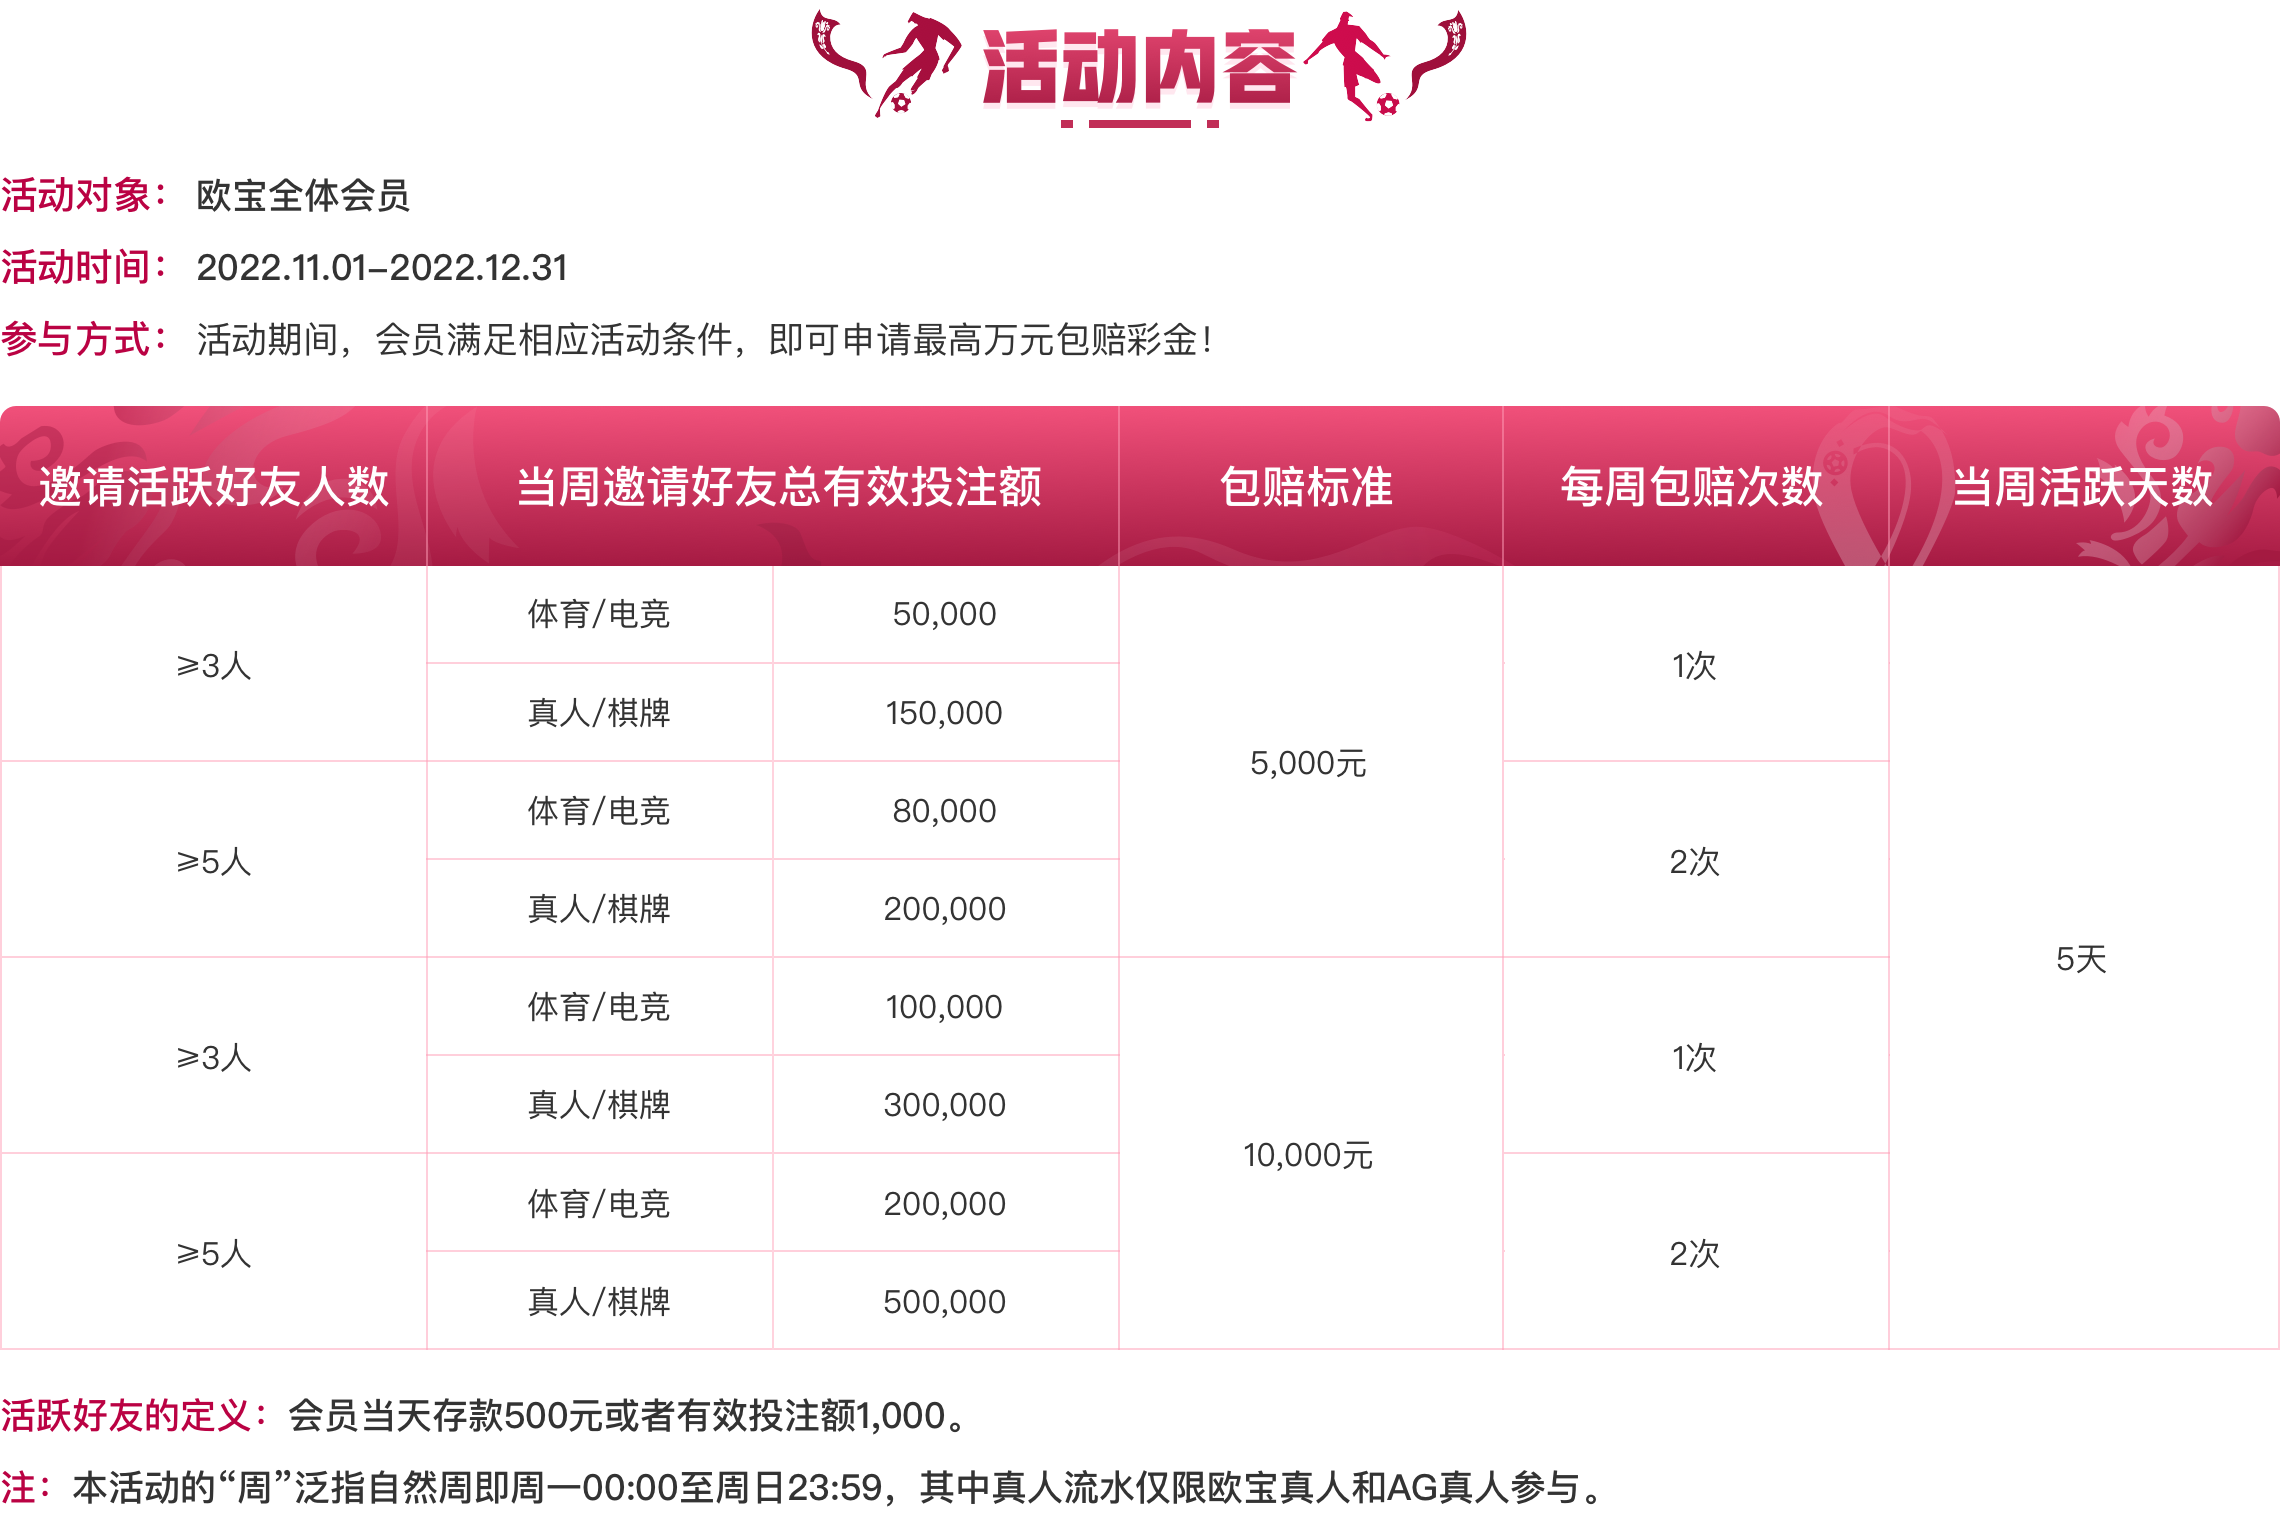 活动内容
活动对象： 欧宝全体会员
活动时间： 2022.11.01-2022.12.31
参与方式： 活动期间，会员满足相应活动条件，即可申请最高万元包赔彩金！
邀请活跃好友人数 当周邀请好友总有效投注额 包赔标准 每周包赔次数 当周活跃天数
体育/电竞 50,000
≥3人 1次
真人/棋牌 150,000
5,000元
体育/电竞 80,000
≥5人 2次
真人/棋牌 200,000
5天
体育/电竞 100,000
≥3人 1次
真人/棋牌 300,000
10,000元
体育/电竞 200,000
≥5人 2次
真人/棋牌 500,000
活跃好友的定义：会员当天存款500元或者有效投注额1,000。
注：本活动的“周”泛指自然周即周一00:00至周日23:59，其中真人流水仅限欧宝真人和AG真人参与。